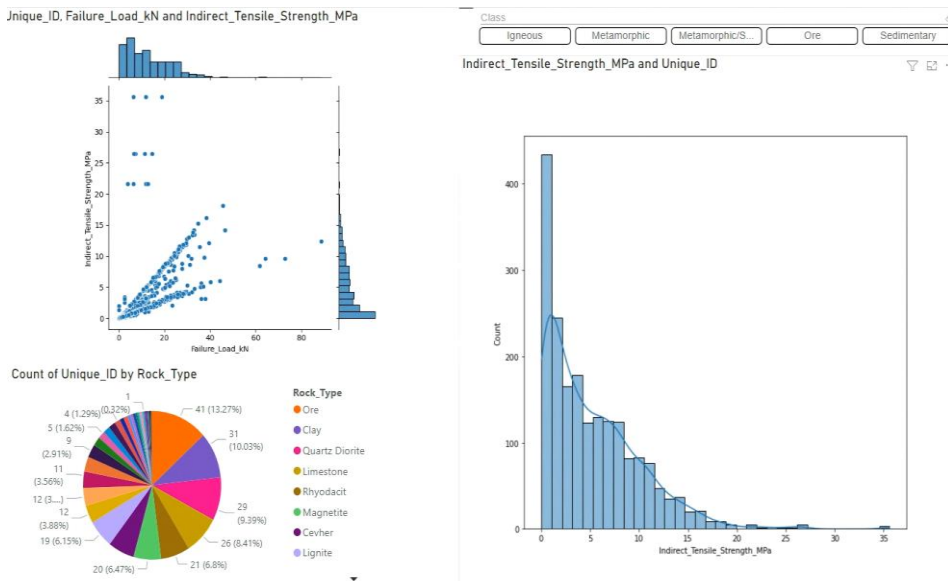 Unique_ID, Failure_Load_kN and Indirect_Tensile_Strength_MPa
35
30
25
20
15
10
5
0
Indirect_Tensile_Strength_MPa
0 20 40 60 80
Failure_Load_kN
Count of Unique_ID by Rock_Type
1
4 (1.29%) (0.32%)
5 (1.62%)
9
(2.91%)
11
(3.56%)
12 (3....)
12
(3.88%)
19 (6.15%)
20 (6.47%)
21 (6.8%)
26 (8.41%)
29
(9.39%)
31
(10.03%)
41 (13.27%)
Rock_Type
Ore
Clay
Quartz Diorite
Limestone
Rhyodacit
Magnetite
Cevher
Lignite
Class
Igneous Metamorphic Metamorphic/S... Ore Sedimentary
Indirect_Tensile_Strength_MPa and Unique_ID
400
300
200
100
0
Count
0 5 10 15 20 25 30 35
Indirect_Tensile_Strength_MPa